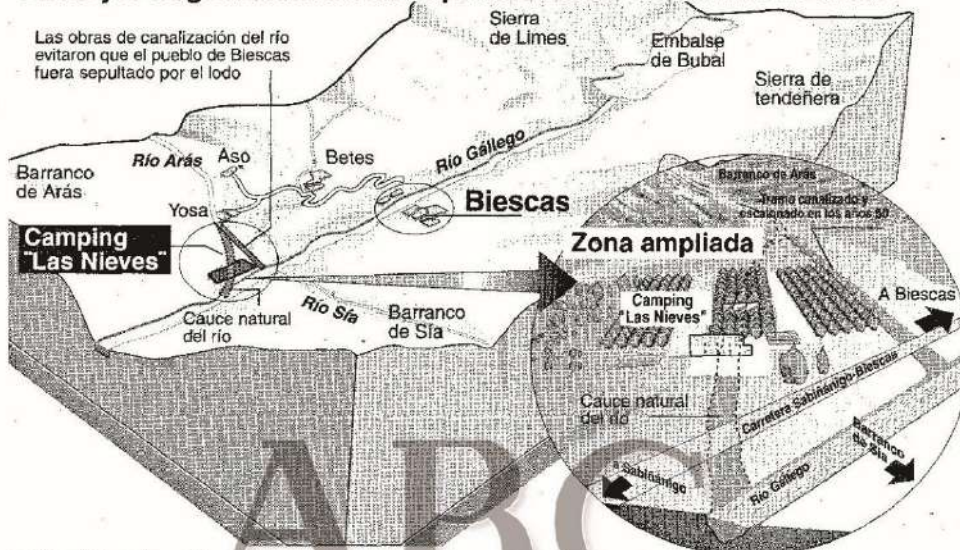 Las obras de canalización del río
evitaron que el pueblo de Biescas
fuera sepultado por el lodo
Sierra
de Limes
Embalse
de Bubal
Sierra de
tendeñera
Barranco
de Arás
Río Arás
Aso
Betes
Río Gállego
Yosa
Biescas
Camping
"Las Nieves"
Cauce natural
del río
Río Sía
Barranco
de Sía
Zona ampliada
Barranco de Arás
Tramo canalizado y
escalonado en los años 50
Camping
"Las Nieves"
A Biescas
Cauce natural
del río
Carretera Sabiñánigo-Biescas
a Sabiñánigo
Río Gállego
Barranco
de Sía
ABC